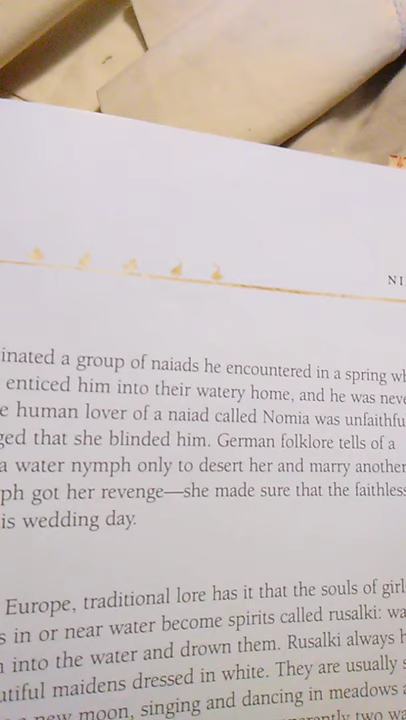 NI
inated a group of naiads he encountered in a spring wh
enticed him into their watery home, and he was neve
e human lover of a naiad called Nomia was unfaithfu
ged that she blinded him. German folklore tells of a
a water nymph only to desert her and marry another
ph got her revenge—she made sure that the faithless
is wedding day.
Europe, traditional lore has it that the souls of girl
s in or near water become spirits called rusalki: wa
n into the water and drown them. Rusalki always h
utiful maidens dressed in white. They are usually s
new moon, singing and dancing in meadows a
two wa